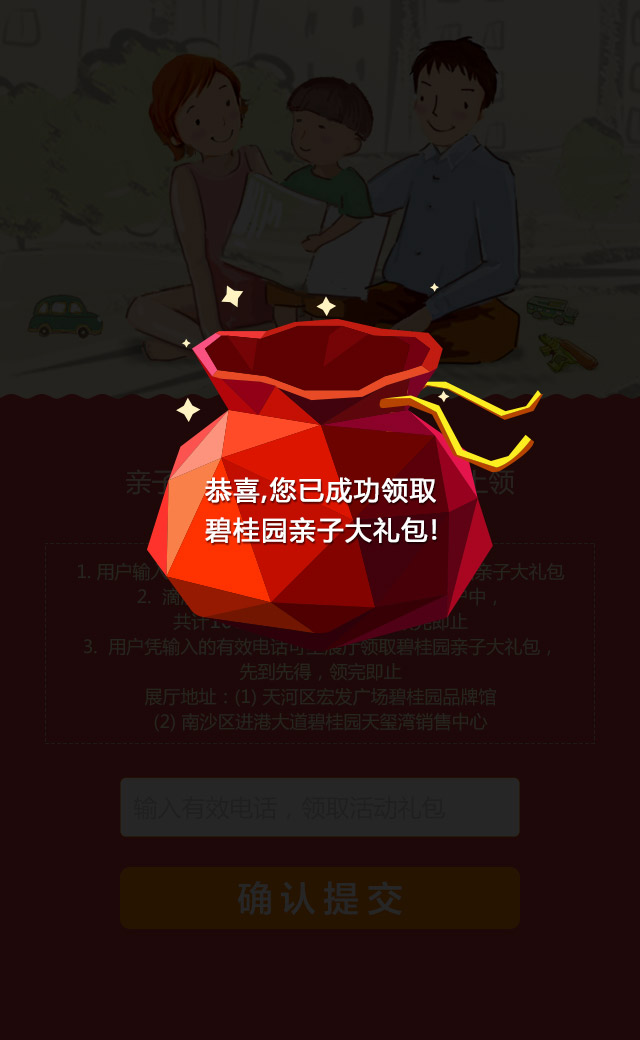 恭喜,您已成功领取
碧桂园亲子大礼包!
亲子
上领
1. 用户输入
亲子大礼包
2.
中，
共计10
完即止
3. 用户凭输入的有效电话可至展厅领取碧桂园亲子大礼包，
先到先得，领完即止
展厅地址：(1) 天河区宏发广场碧桂园品牌馆
(2) 南沙区进港大道碧桂园天玺湾销售中心
输入有效电话，领取活动礼包
确认提交